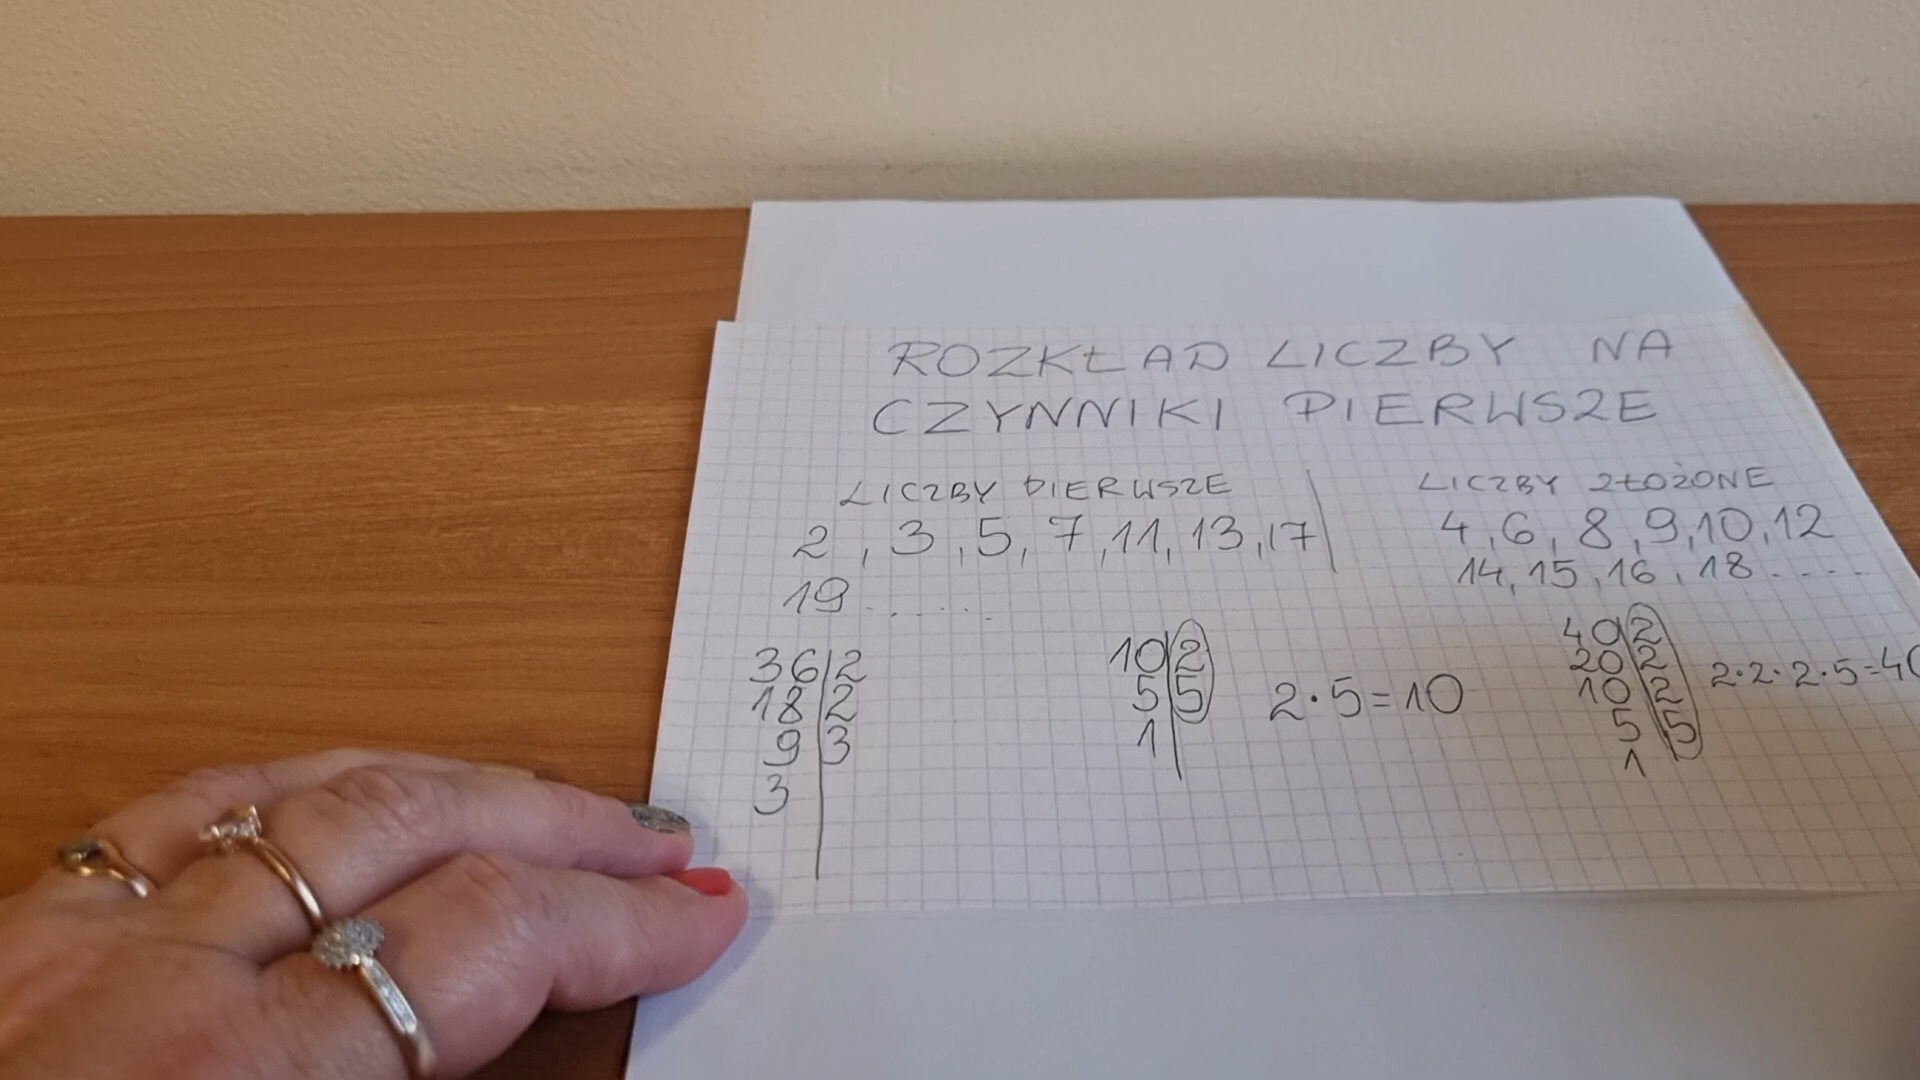 ROZKŁAD LICZBY NA
CZYNNIKI PIERWSZE
LICZBY PIERWSZE
2, 3, 5, 7, 11, 13, 17
19.....
LICZBY ZŁOŻONE
4, 6, 8, 9, 10, 12
14, 15, 16, 18.....
36|2
18|2
9|3
3
10|2
5|5
1
2·5=10
40|2
20|2
10|2
5|5
1
2·2·2·5=40